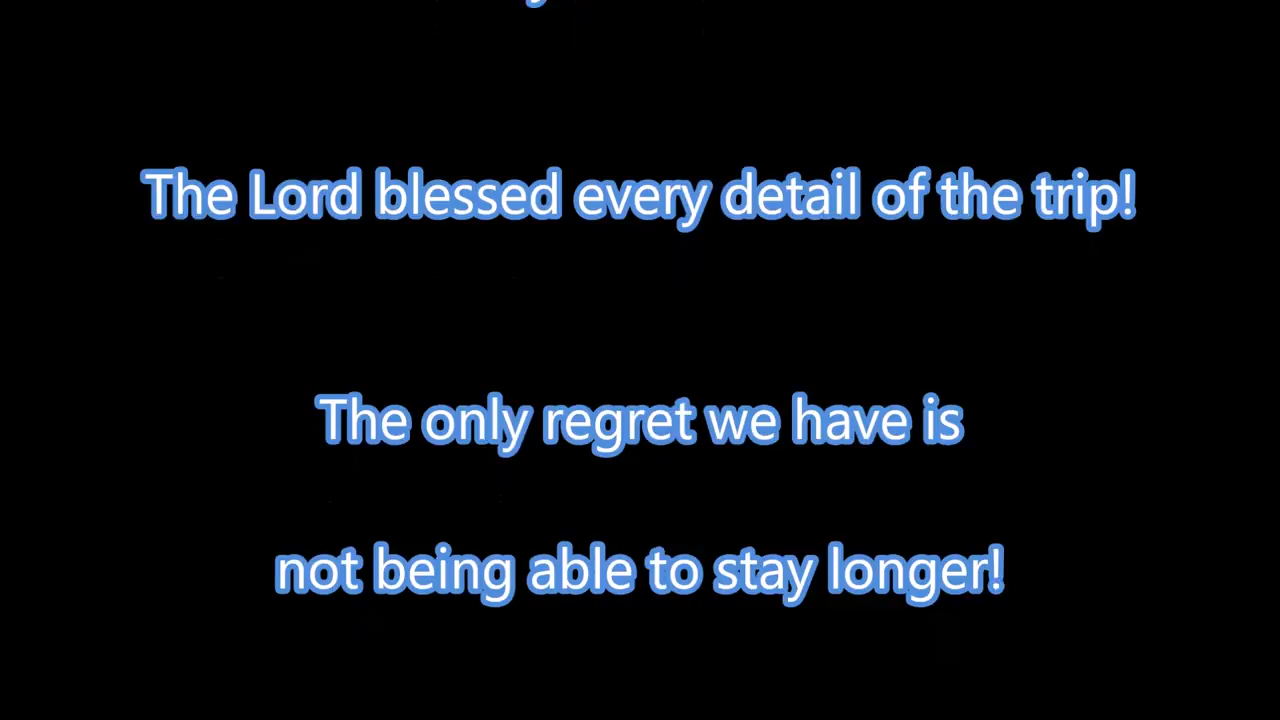 The Lord blessed every detail of the trip!
The only regret we have is
not being able to stay longer!